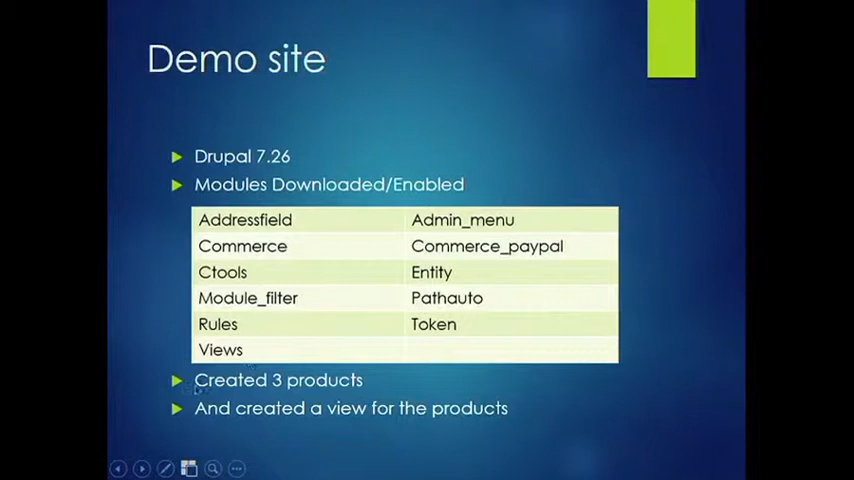 Demo site
Drupal 7.26
Modules Downloaded/Enabled
Addressfield Admin_menu
Commerce Commerce_paypal
Ctools Entity
Module_filter Pathauto
Rules Token
Views
Created 3 products
And created a view for the products